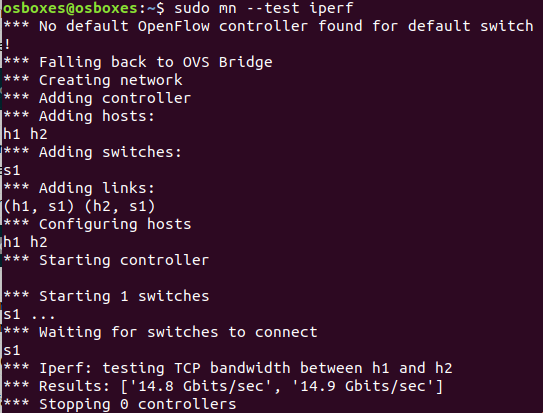 osboxes@osboxes:~$ sudo mn --test iperf
*** No default OpenFlow controller found for default switch
!
*** Falling back to OVS Bridge
*** Creating network
*** Adding controller
*** Adding hosts:
h1 h2
*** Adding switches:
s1
*** Adding links:
(h1, s1) (h2, s1)
*** Configuring hosts
h1 h2
*** Starting controller
*** Starting 1 switches
s1 ...
*** Waiting for switches to connect
s1
*** Iperf: testing TCP bandwidth between h1 and h2
*** Results: ['14.8 Gbits/sec', '14.9 Gbits/sec']
*** Stopping 0 controllers